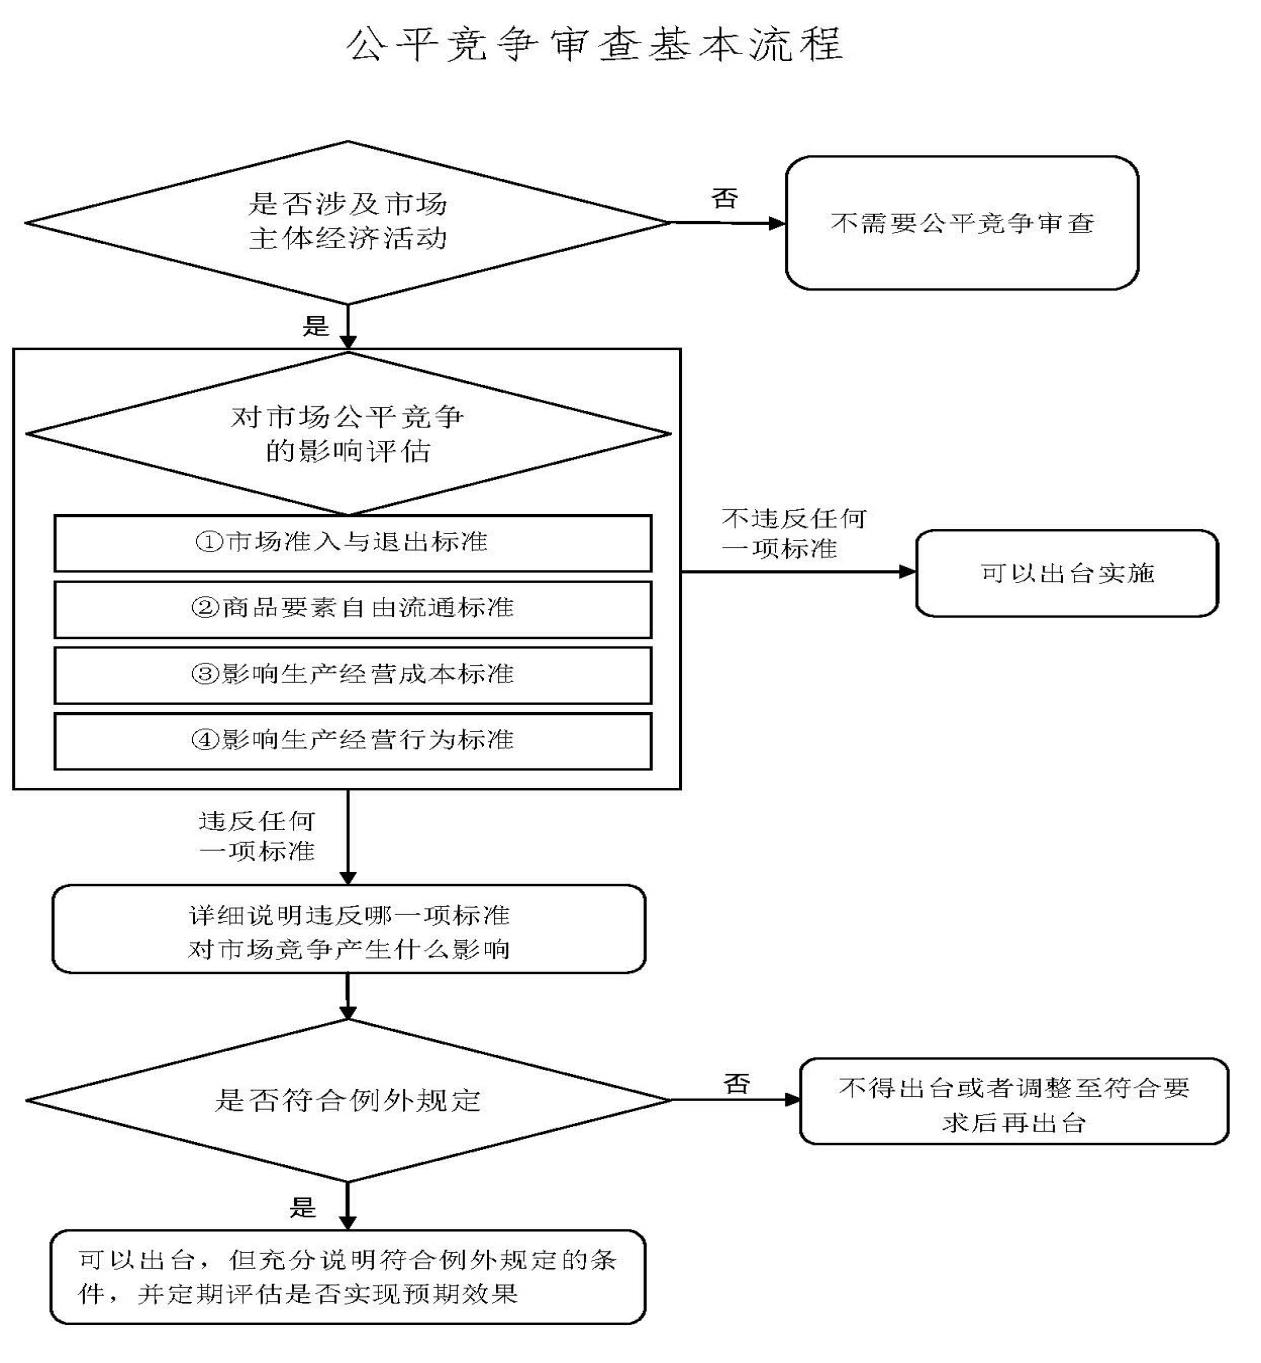 公平竞争审查基本流程
是否涉及市场
主体经济活动
否
不需要公平竞争审查
是
对市场公平竞争
的影响评估
①市场准入与退出标准
②商品要素自由流通标准
③影响生产经营成本标准
④影响生产经营行为标准
不违反任何
一项标准
可以出台实施
违反任何
一项标准
详细说明违反哪一项标准
对市场竞争产生什么影响
是否符合例外规定
否
不得出台或者调整至符合要
求后再出台
是
可以出台，但充分说明符合例外规定的条
件，并定期评估是否实现预期效果